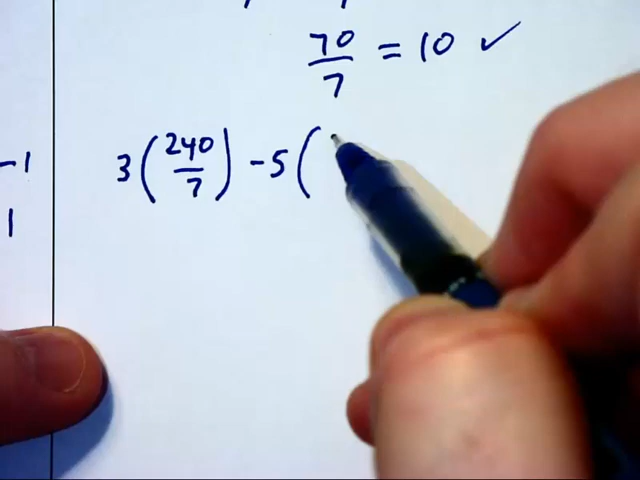 70/7 = 10 ✓
3(240/7) -5(
-1
1